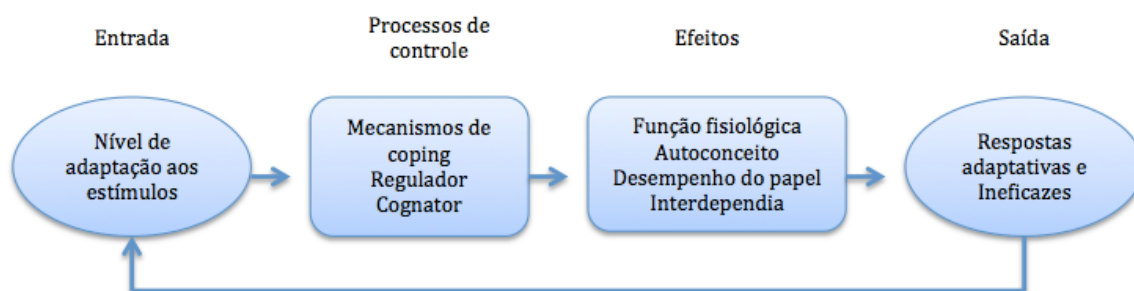 Entrada
Processos de
controle
Efeitos
Saída
Nível de
adaptação aos
estímulos
Mecanismos de
coping
Regulador
Cognator
Função fisiológica
Autoconceito
Desempenho do papel
Interdependia
Respostas
adaptativas e
Ineficazes